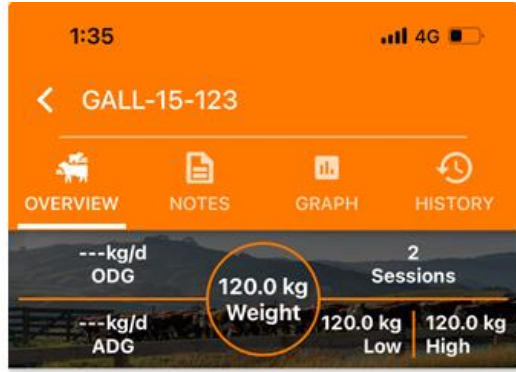 1:35 4G
GALL-15-123
OVERVIEW NOTES GRAPH HISTORY
---kg/d
ODG
120.0 kg
Weight
2
Sessions
---kg/d
ADG
120.0 kg
Low
120.0 kg
High